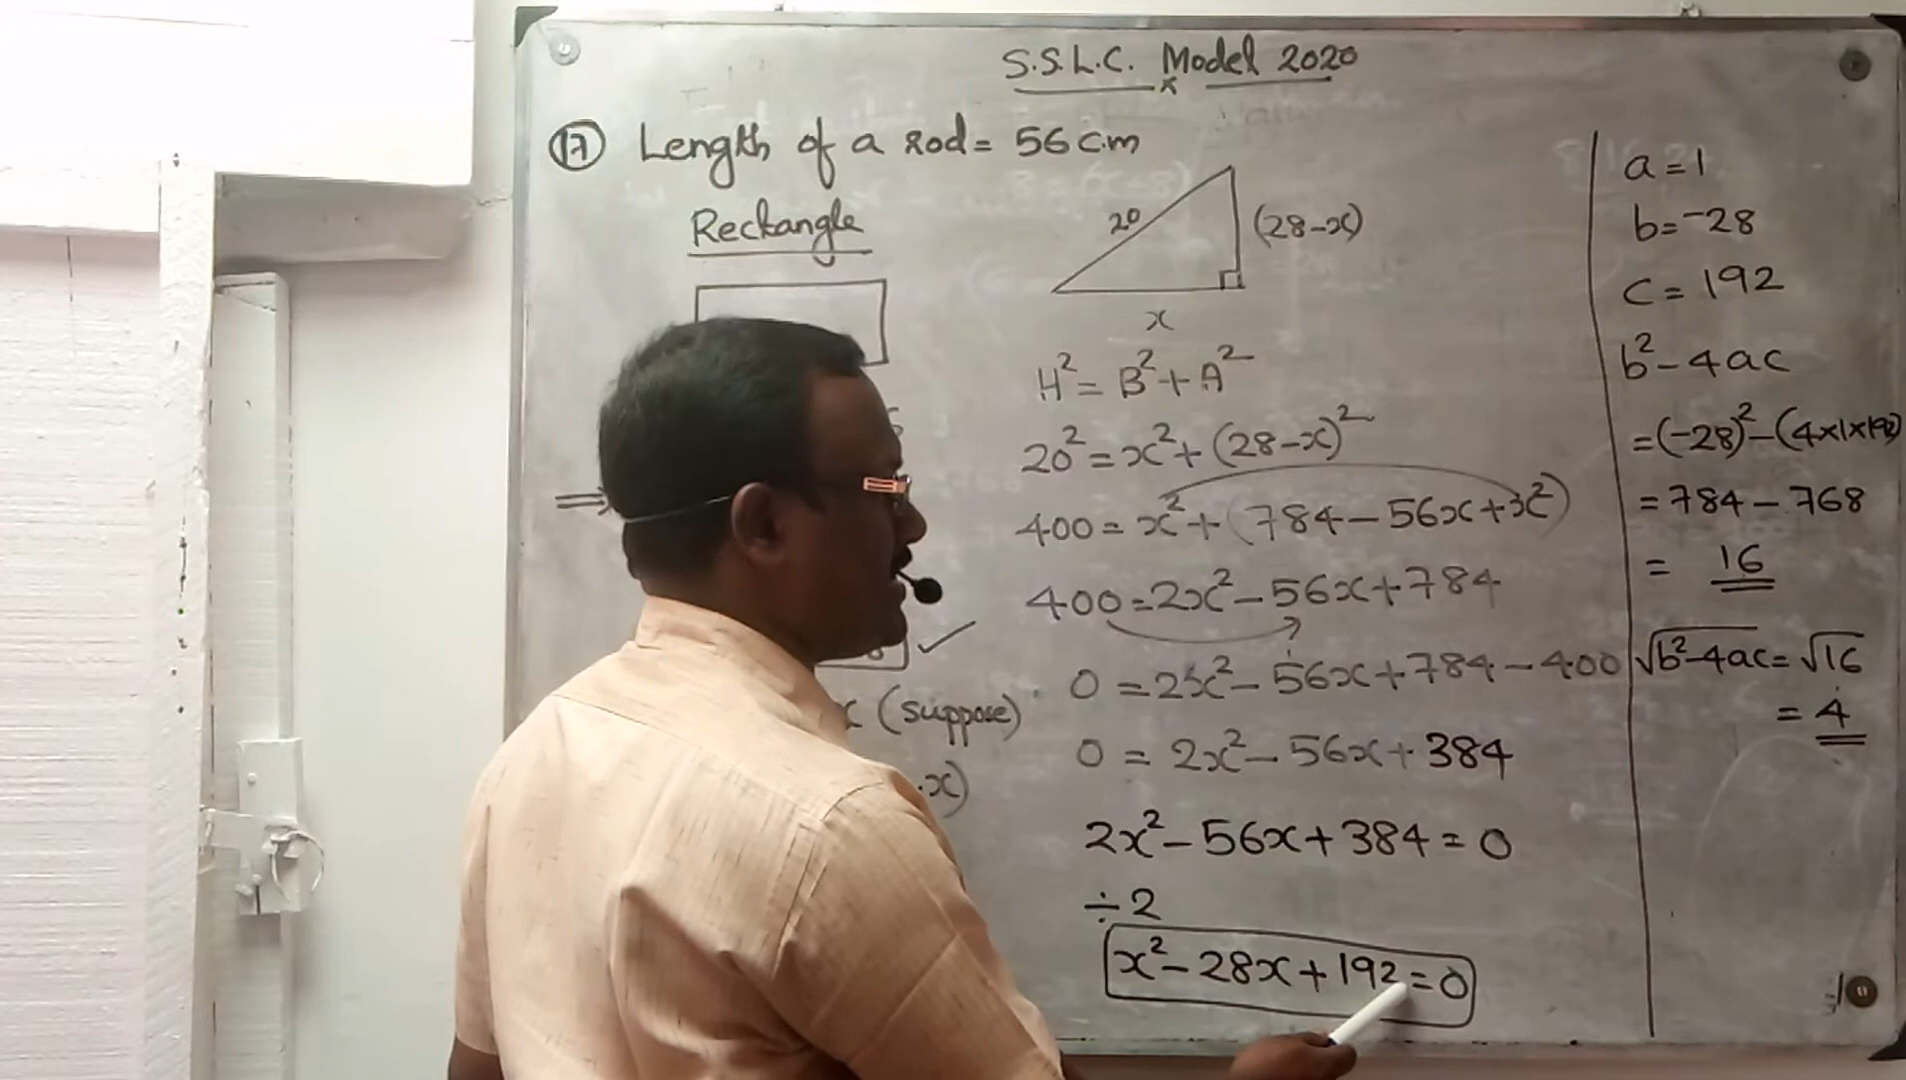 S.S.L.C. Model 2020
17 Length of a rod = 56 c.m
Rectangle
20
(28-x)
x
H² = B² + A²
20² = x² + (28-x)²
400 = x² + (784 - 56x + x²)
400 = 2x² - 56x + 784
0 = 2x² - 56x + 784 - 400
x (suppose)
0 = 2x² - 56x + 384
x)
2x² - 56x + 384 = 0
÷2
x² - 28x + 192 = 0
a = 1
b = -28
c = 192
b² - 4ac
= (-28)² - (4×1×192)
= 784 - 768
= 16
√b²-4ac = √16
= 4